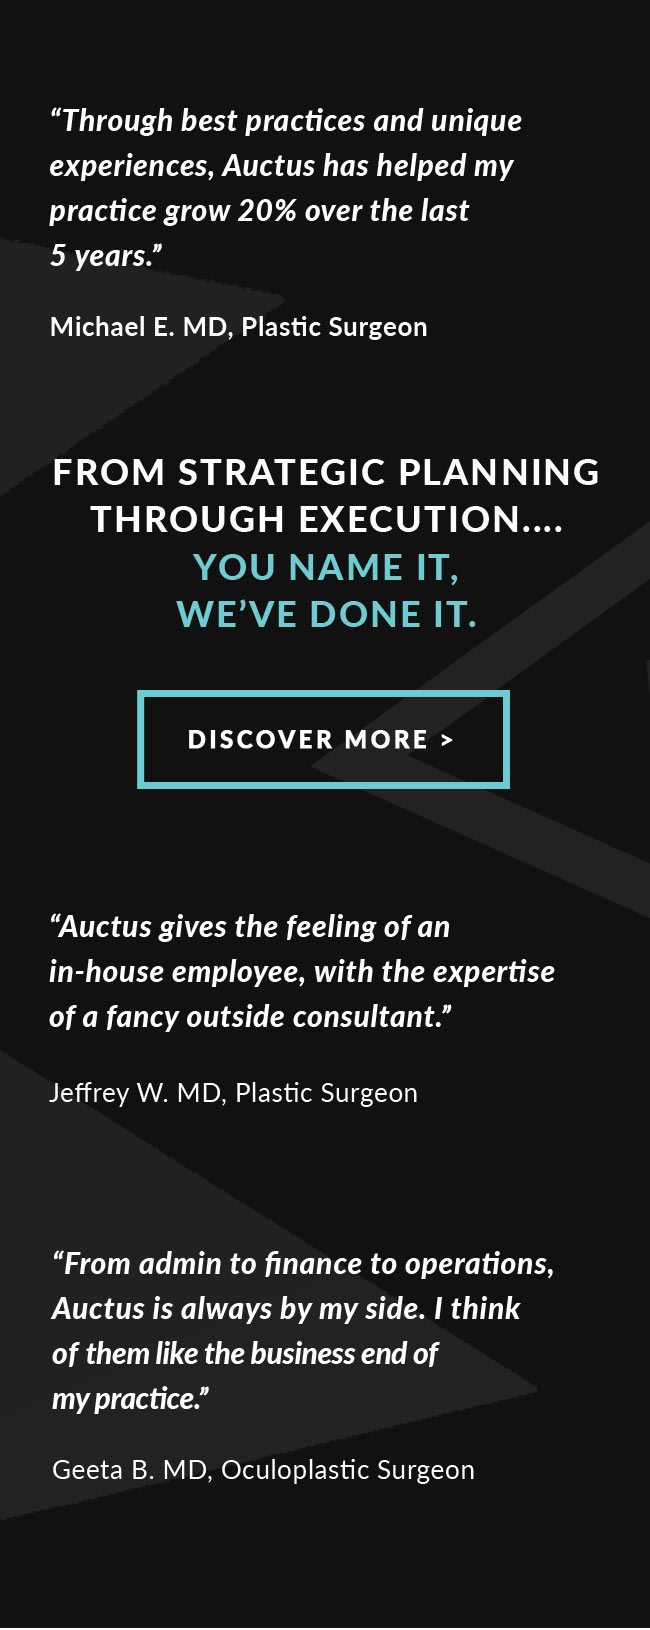 “Through best practices and unique
experiences, Auctus has helped my
practice grow 20% over the last
5 years.”
Michael E. MD, Plastic Surgeon
FROM STRATEGIC PLANNING
THROUGH EXECUTION....
YOU NAME IT,
WE’VE DONE IT.
DISCOVER MORE >
“Auctus gives the feeling of an
in-house employee, with the expertise
of a fancy outside consultant.”
Jeffrey W. MD, Plastic Surgeon
“From admin to finance to operations,
Auctus is always by my side. I think
of them like the business end of
my practice.”
Geeta B. MD, Oculoplastic Surgeon